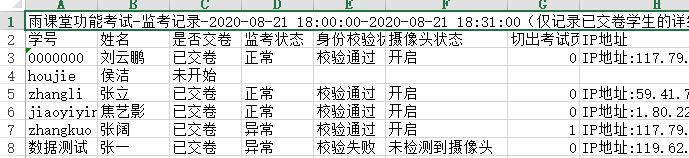 A B C D E F G H
1 雨课堂功能考试-监考记录-2020-08-21 18:00:00-2020-08-21 18:31:00（仅记录已交卷学生的详
2 学号 姓名 是否交卷 监考状态 身份校验状 摄像头状态 切出考试页 IP地址
3 0000000 刘云鹏 已交卷 正常 校验通过 开启 0 IP地址:117.79.
4 houjie 侯洁 未开始
5 zhangli 张立 已交卷 正常 校验通过 开启 0 IP地址:59.41.7
6 jiaoyiyin 焦艺影 已交卷 正常 校验通过 开启 0 IP地址:1.80.22
7 zhangkuo 张阔 已交卷 异常 校验通过 开启 1 IP地址:117.79.
8 数据测试 张一 已交卷 异常 校验失败 未检测到摄像头 0 IP地址:119.62.